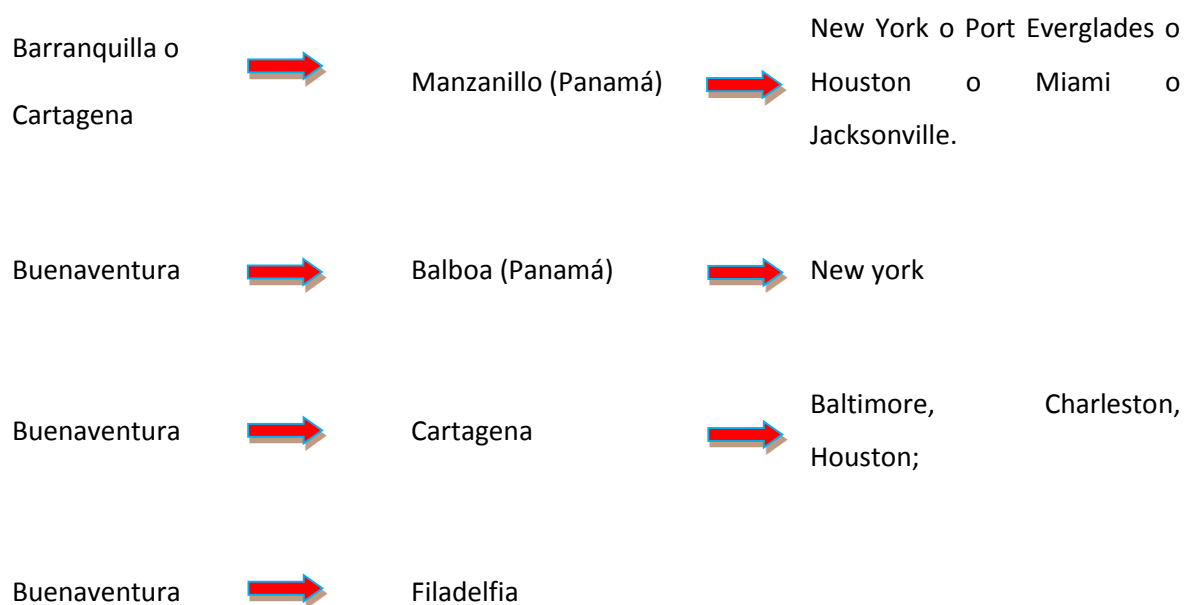 Barranquilla o
Cartagena
Manzanillo (Panamá)
New York o Port Everglades o
Houston o Miami o
Jacksonville.
Buenaventura
Balboa (Panamá)
New york
Buenaventura
Cartagena
Baltimore, Charleston,
Houston;
Buenaventura
Filadelfia